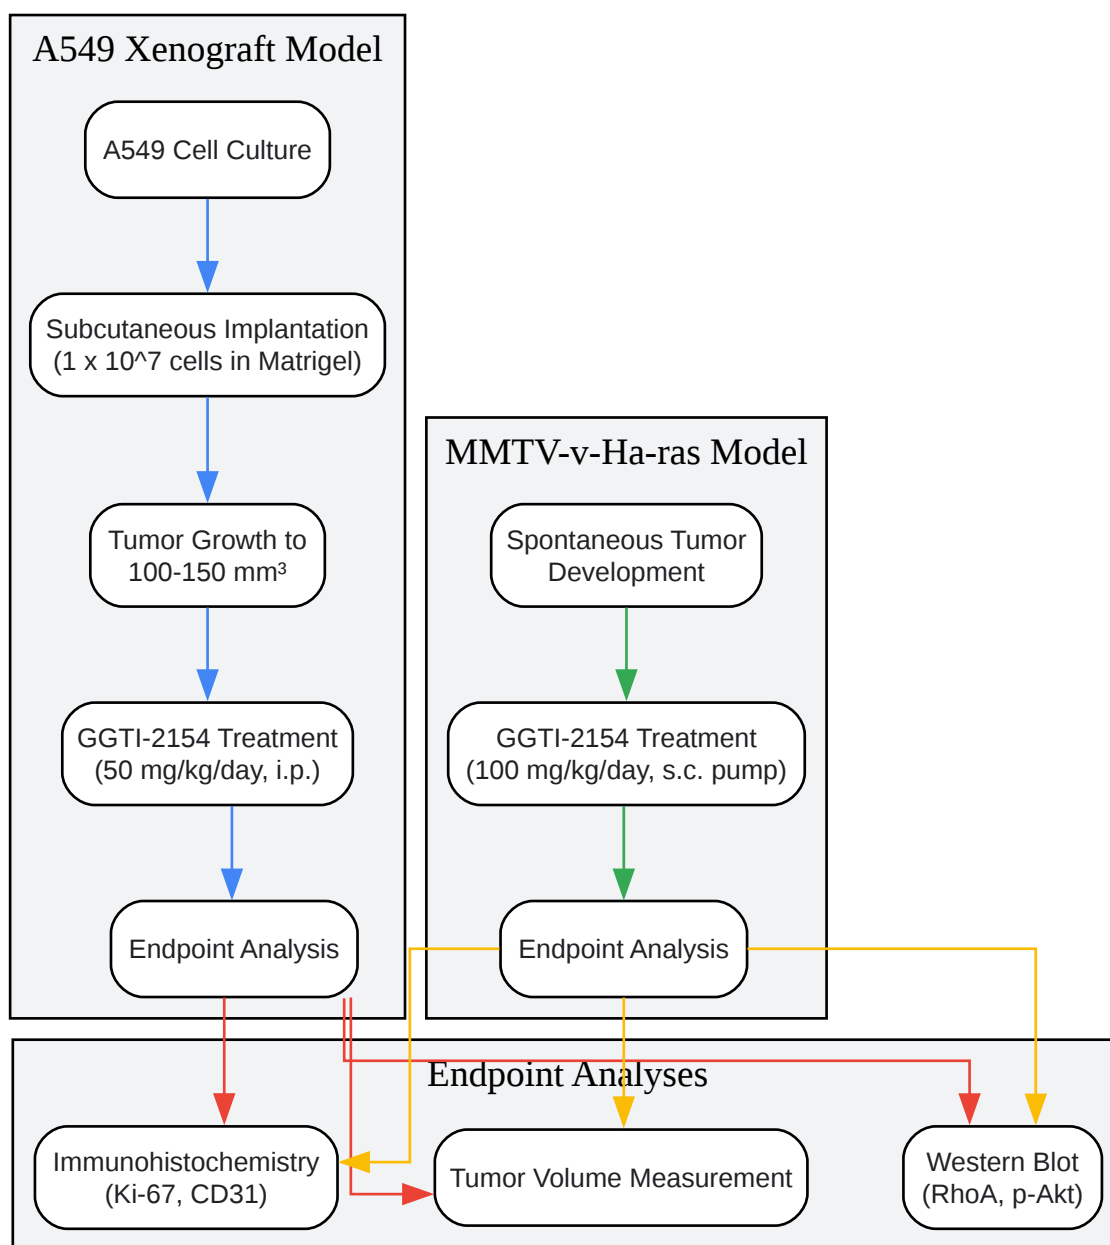 A549 Xenograft Model
A549 Cell Culture
Subcutaneous Implantation
(1 x 10^7 cells in Matrigel)
Tumor Growth to
100-150 mm³
GGTI-2154 Treatment
(50 mg/kg/day, i.p.)
Endpoint Analysis
MMTV-v-Ha-ras Model
Spontaneous Tumor
Development
GGTI-2154 Treatment
(100 mg/kg/day, s.c. pump)
Endpoint Analysis
Endpoint Analyses
Immunohistochemistry
(Ki-67, CD31)
Tumor Volume Measurement
Western Blot
(RhoA, p-Akt)